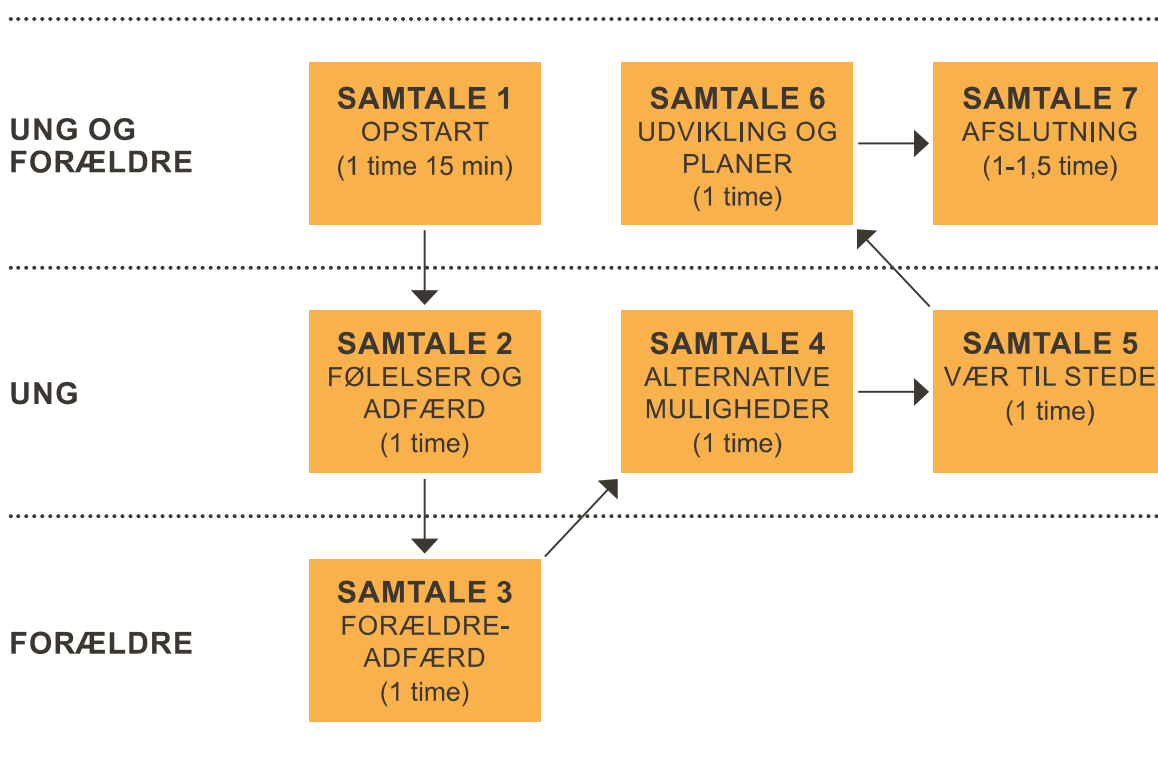 UNG OG
FORÆLDRE
SAMTALE 1
OPSTART
(1 time 15 min)
SAMTALE 6
UDVIKLING OG
PLANER
(1 time)
SAMTALE 7
AFSLUTNING
(1-1,5 time)
UNG
SAMTALE 2
FØLELSER OG
ADFÆRD
(1 time)
SAMTALE 4
ALTERNATIVE
MULIGHEDER
(1 time)
SAMTALE 5
VÆR TIL STEDE
(1 time)
FORÆLDRE
SAMTALE 3
FORÆLDRE-
ADFÆRD
(1 time)